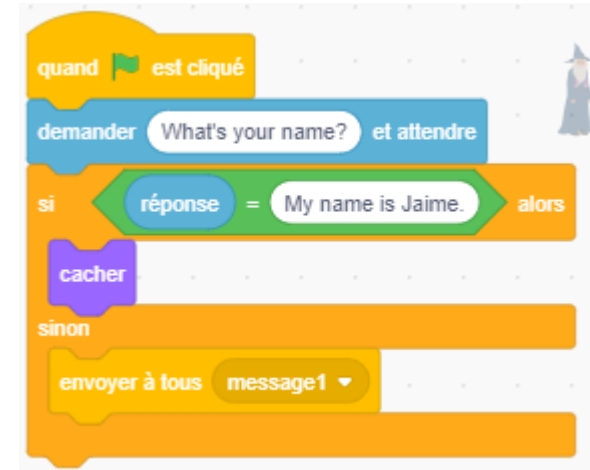 quand est cliqué
demander What's your name? et attendre
si réponse = My name is Jaime. alors
cacher
sinon
envoyer à tous message1